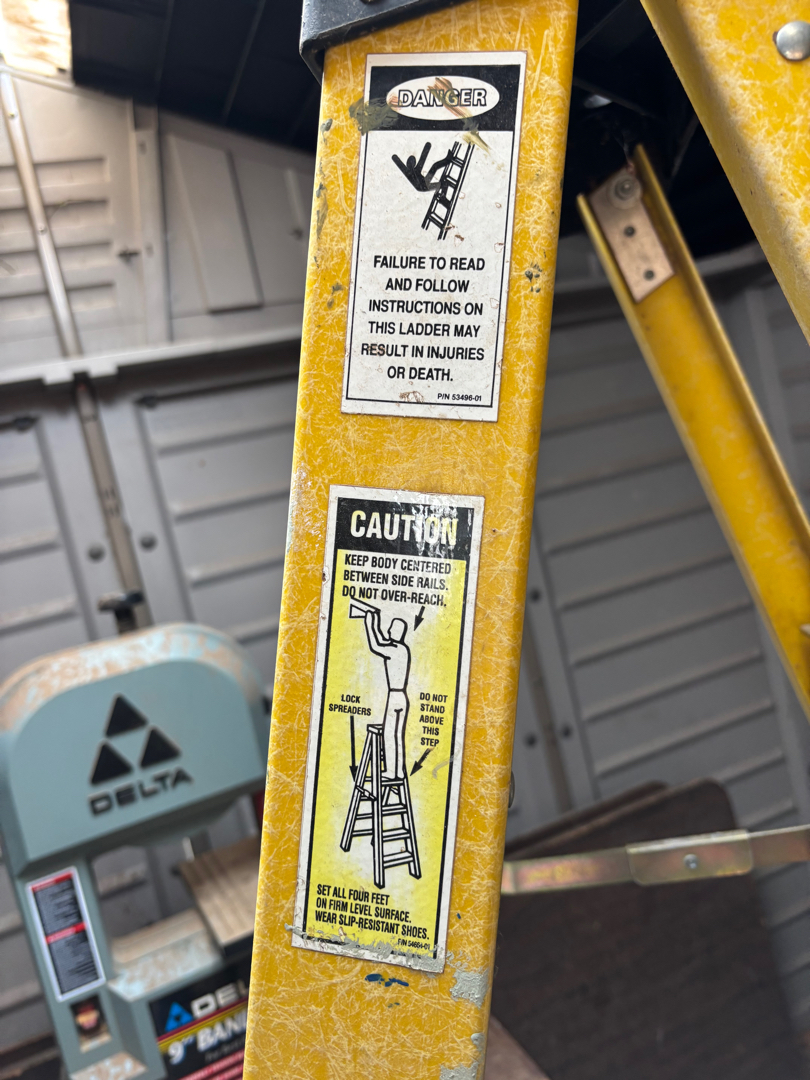 DANGER
FAILURE TO READ
AND FOLLOW
INSTRUCTIONS ON
THIS LADDER MAY
RESULT IN INJURIES
OR DEATH.
P/N 53496-01
CAUTION
KEEP BODY CENTERED
BETWEEN SIDE RAILS.
DO NOT OVER-REACH.
LOCK
SPREADERS
DO NOT
STAND
ABOVE
THIS
STEP
SET ALL FOUR FEET
ON FIRM LEVEL SURFACE.
WEAR SLIP-RESISTANT SHOES.
DELTA
DEL
9" BAN